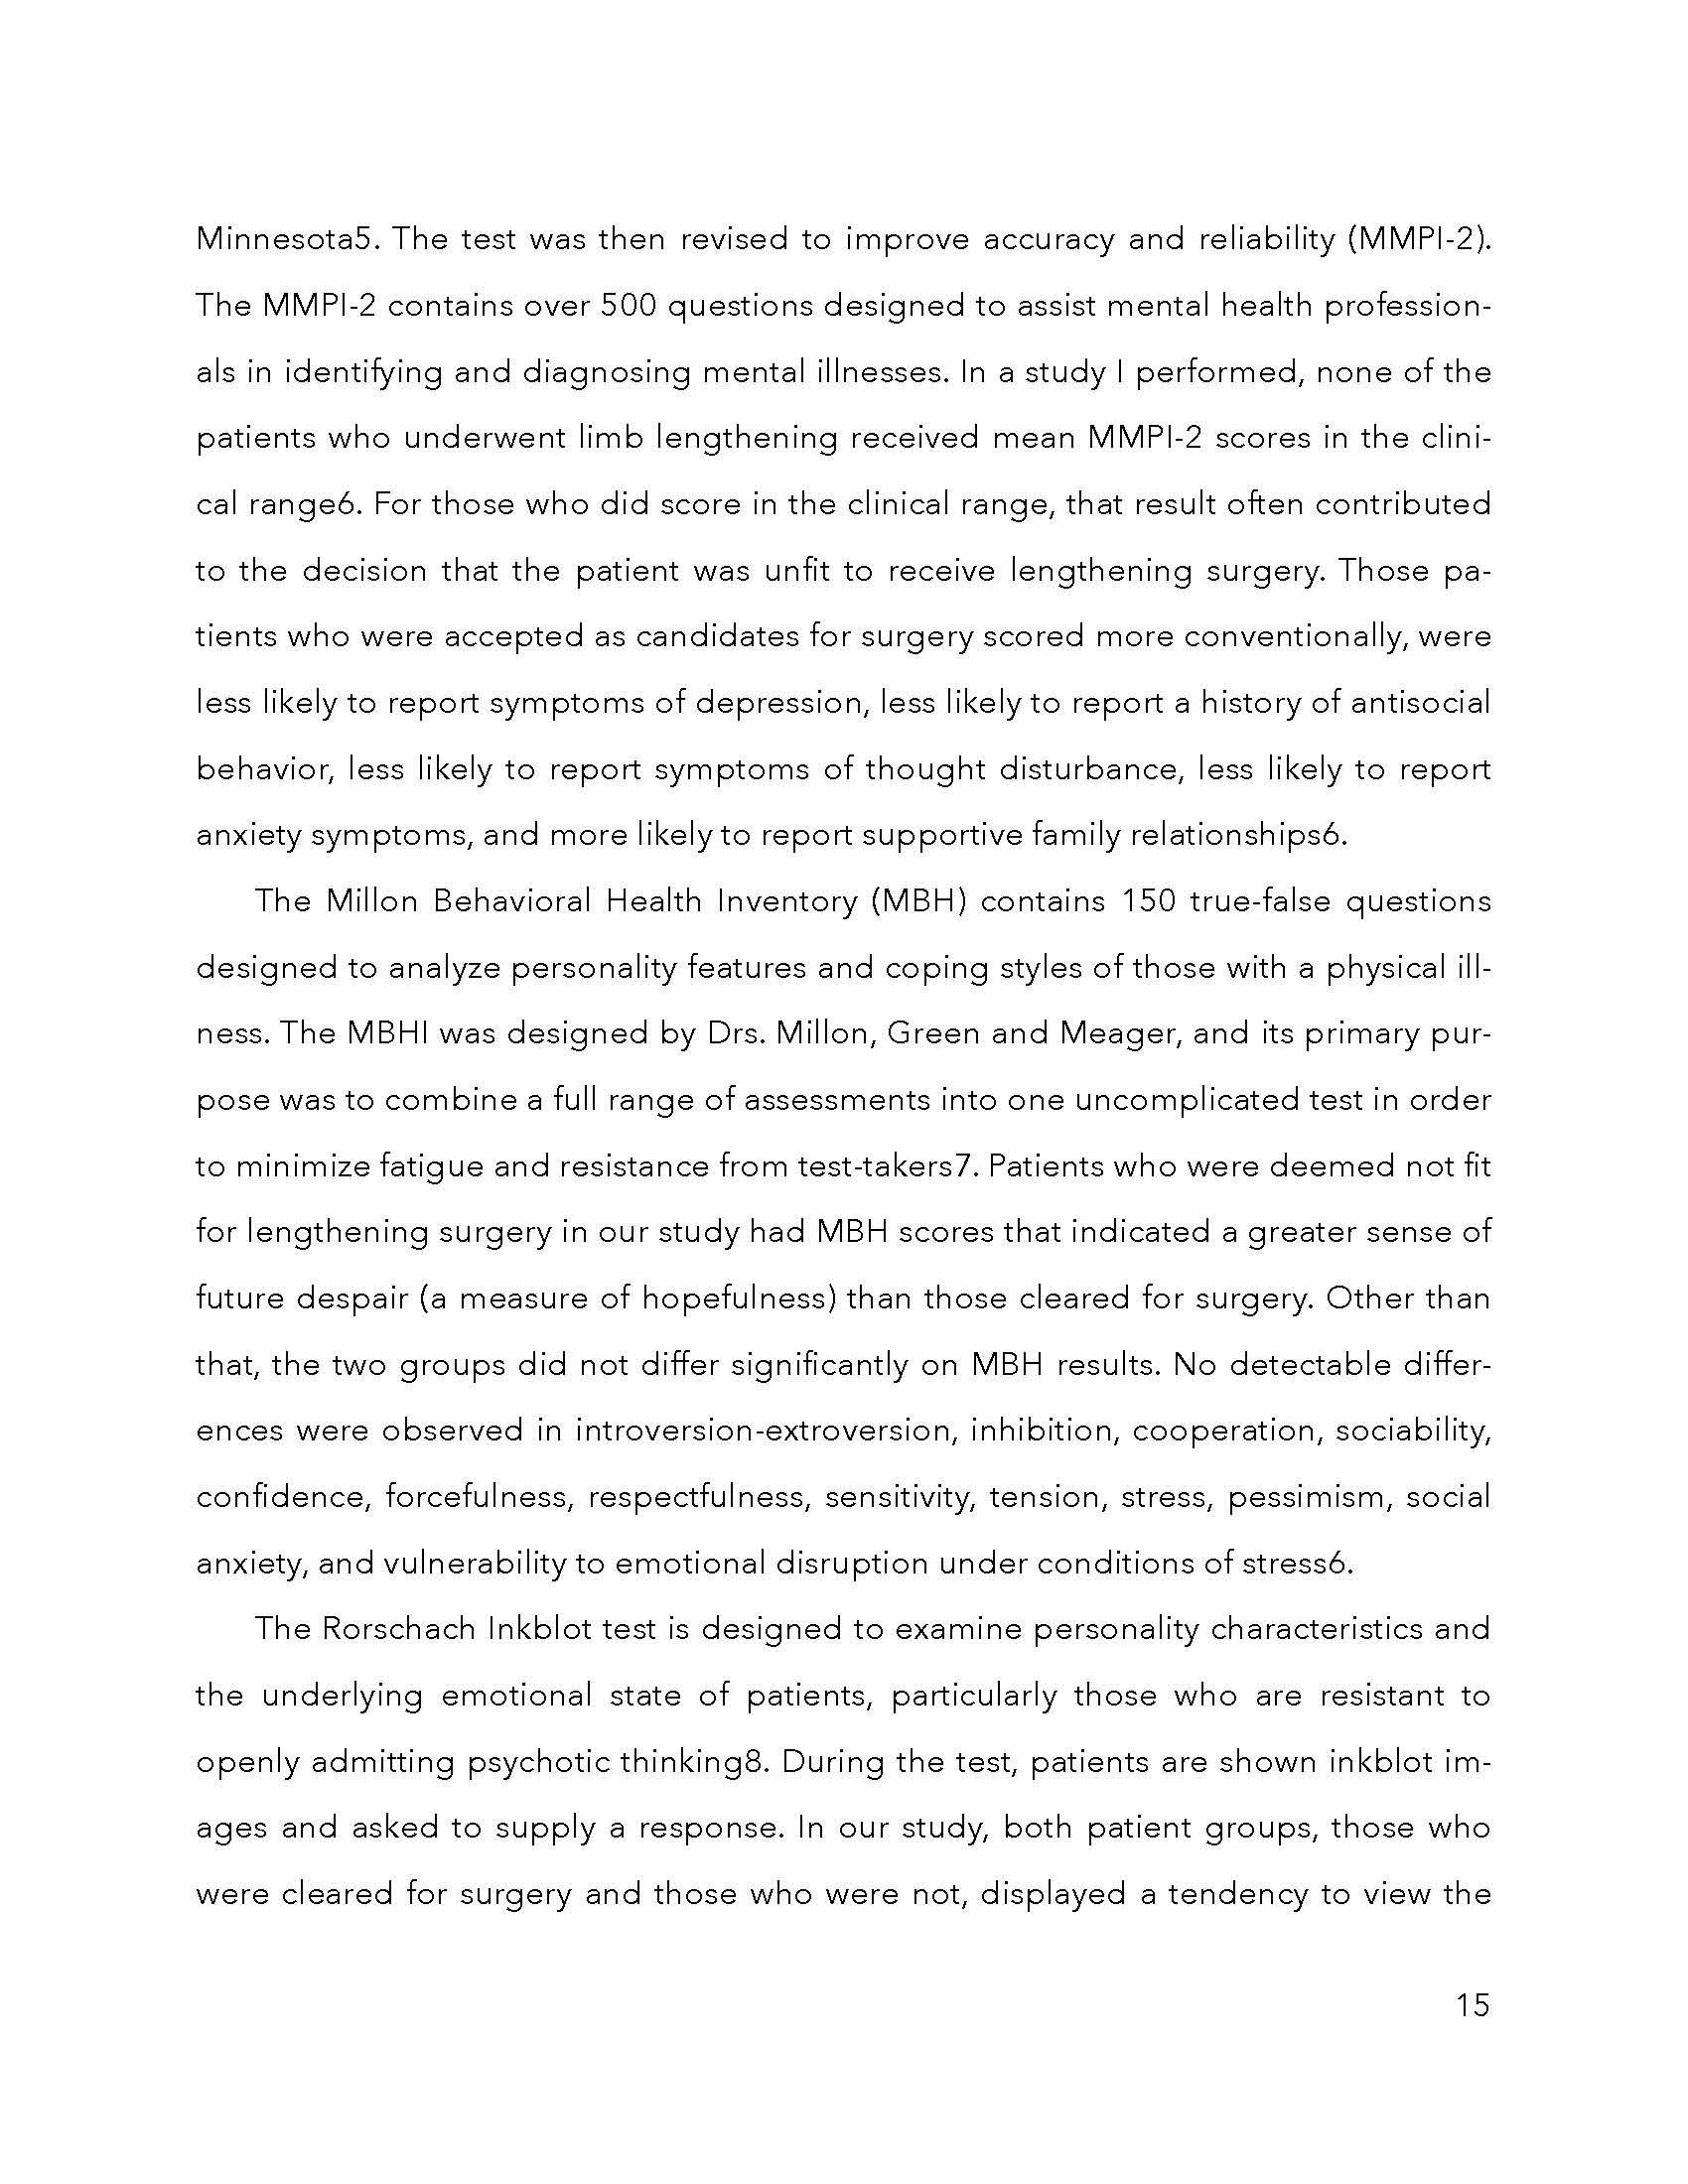 Minnesota5. The test was then revised to improve accuracy and reliability (MMPI-2).
The MMPI-2 contains over 500 questions designed to assist mental health profession-
als in identifying and diagnosing mental illnesses. In a study I performed, none of the
patients who underwent limb lengthening received mean MMPI-2 scores in the clini-
cal range6. For those who did score in the clinical range, that result often contributed
to the decision that the patient was unfit to receive lengthening surgery. Those pa-
tients who were accepted as candidates for surgery scored more conventionally, were
less likely to report symptoms of depression, less likely to report a history of antisocial
behavior, less likely to report symptoms of thought disturbance, less likely to report
anxiety symptoms, and more likely to report supportive family relationships6.
The Millon Behavioral Health Inventory (MBH) contains 150 true-false questions
designed to analyze personality features and coping styles of those with a physical ill-
ness. The MBHI was designed by Drs. Millon, Green and Meager, and its primary pur-
pose was to combine a full range of assessments into one uncomplicated test in order
to minimize fatigue and resistance from test-takers7. Patients who were deemed not fit
for lengthening surgery in our study had MBH scores that indicated a greater sense of
future despair (a measure of hopefulness) than those cleared for surgery. Other than
that, the two groups did not differ significantly on MBH results. No detectable differ-
ences were observed in introversion-extroversion, inhibition, cooperation, sociability,
confidence, forcefulness, respectfulness, sensitivity, tension, stress, pessimism, social
anxiety, and vulnerability to emotional disruption under conditions of stress6.
The Rorschach Inkblot test is designed to examine personality characteristics and
the underlying emotional state of patients, particularly those who are resistant to
openly admitting psychotic thinking8. During the test, patients are shown inkblot im-
ages and asked to supply a response. In our study, both patient groups, those who
were cleared for surgery and those who were not, displayed a tendency to view the
15